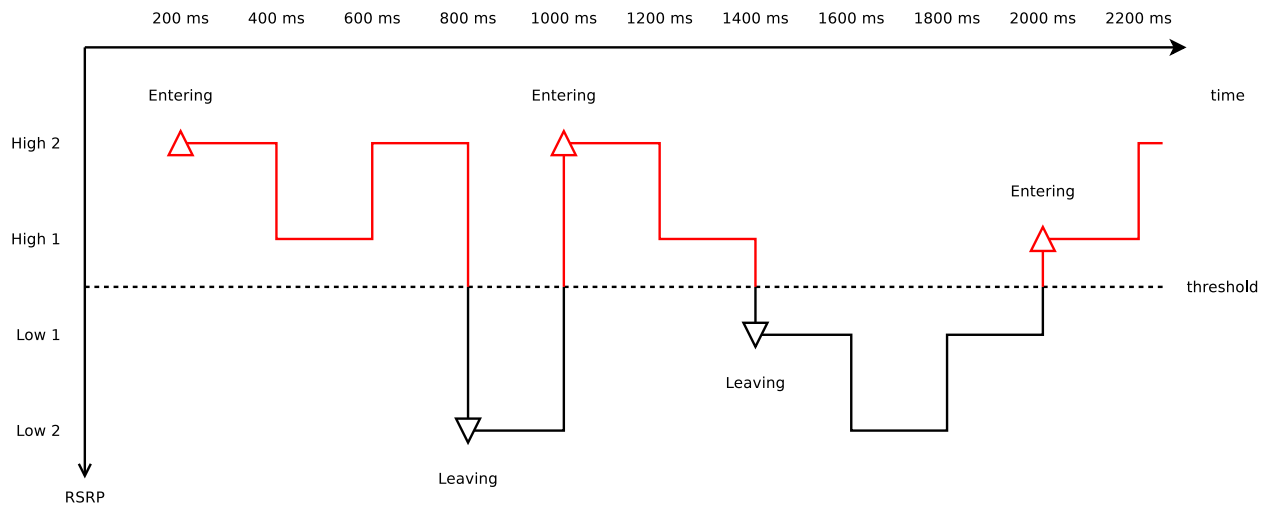 200 ms 400 ms 600 ms 800 ms 1000 ms 1200 ms 1400 ms 1600 ms 1800 ms 2000 ms 2200 ms
Entering Entering time
High 2
Entering
High 1
threshold
Low 1
Leaving
Low 2
Leaving
RSRP